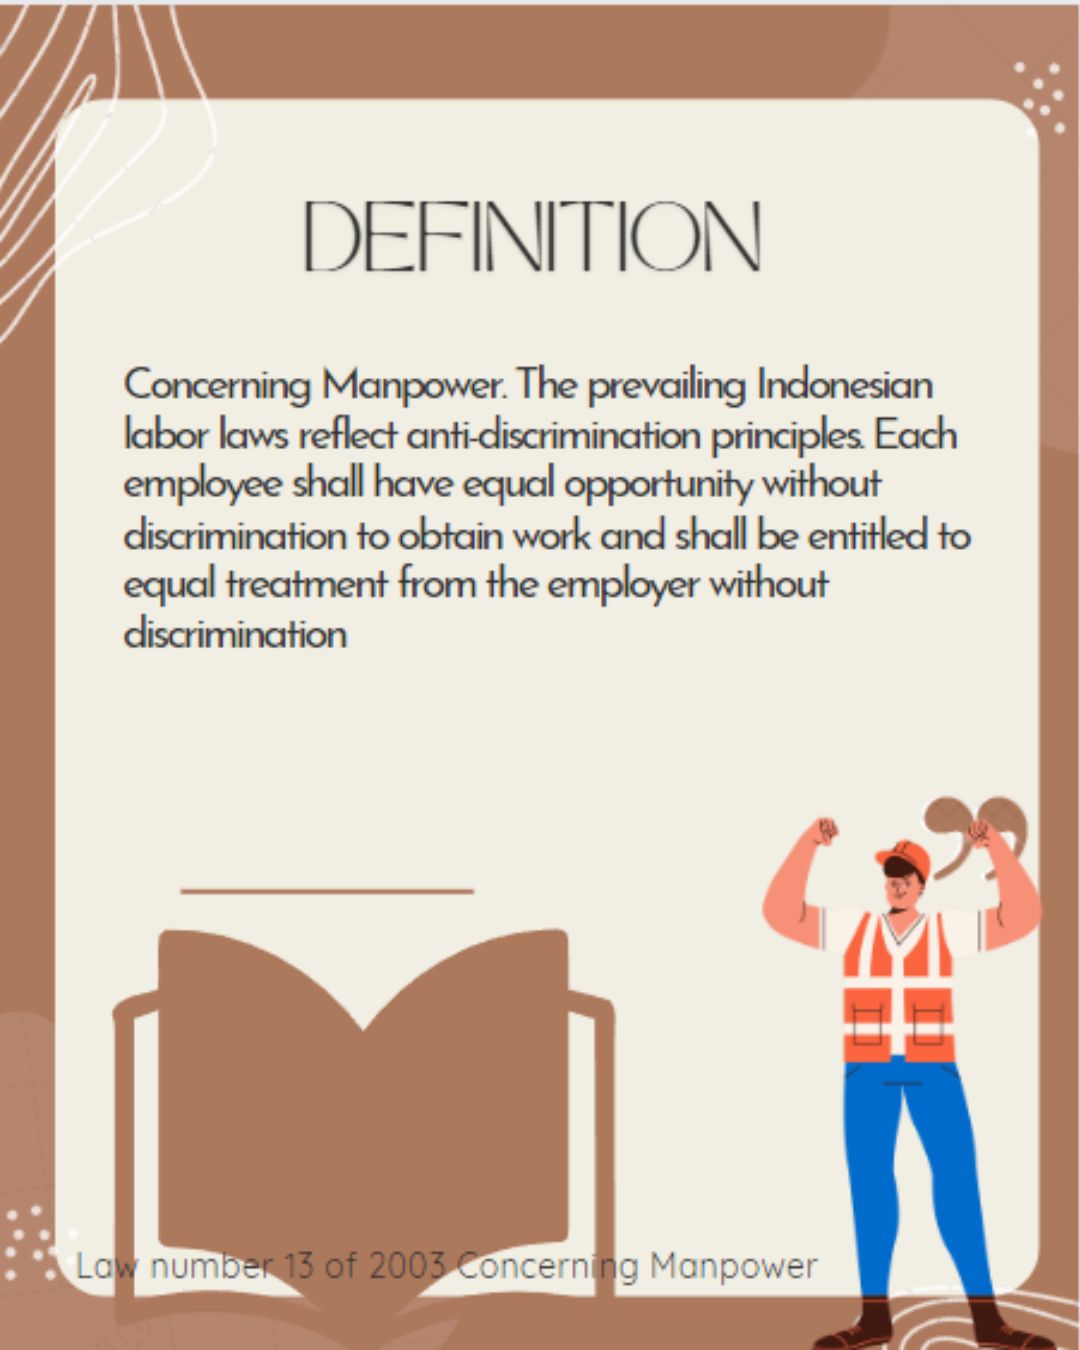 DEFINITION
Concerning Manpower. The prevailing Indonesian
labor laws reflect anti-discrimination principles. Each
employee shall have equal opportunity without
discrimination to obtain work and shall be entitled to
equal treatment from the employer without
discrimination
Law number 13 of 2003 Concerning Manpower